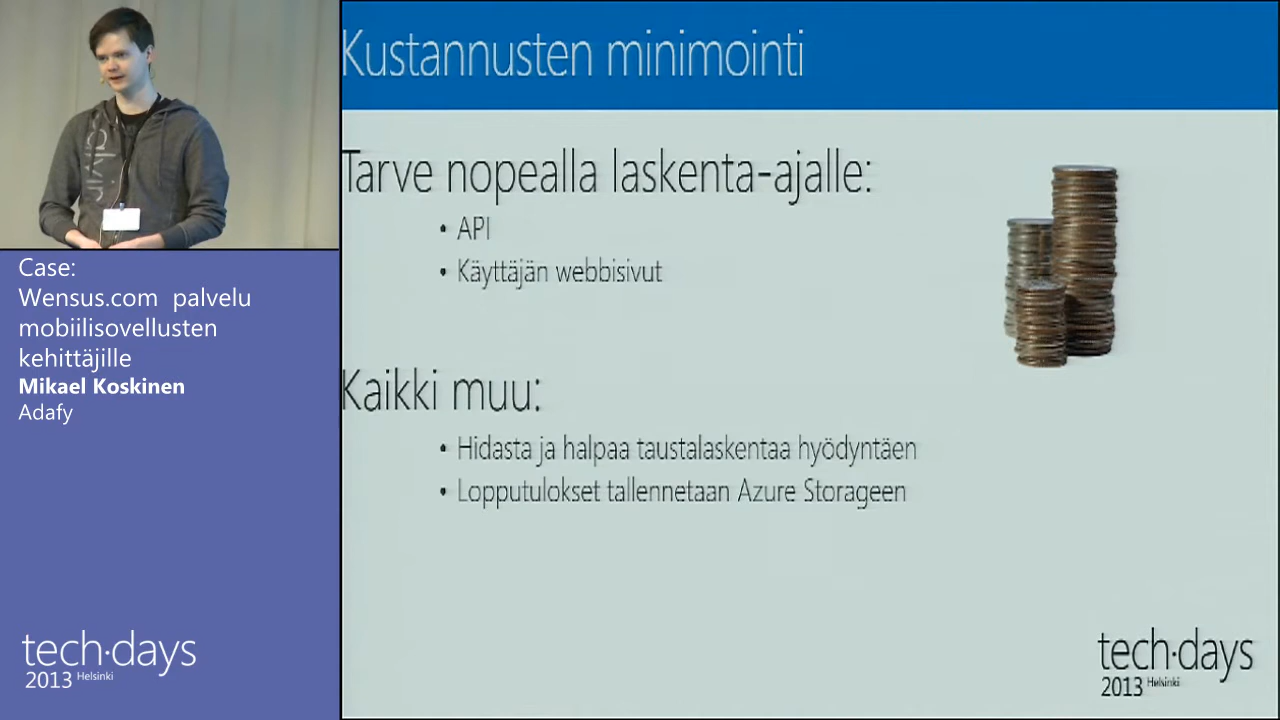 Kustannusten minimointi
Tarve nopealla laskenta-ajalle:
• API
• Käyttäjän webbisivut
Kaikki muu:
• Hidasta ja halpaa taustalaskentaa hyödyntäen
• Lopputulokset tallennetaan Azure Storageen
tech·days
2013 Helsinki
Case:
Wensus.com palvelu
mobiilisovellusten
kehittäjille
Mikael Koskinen
Adafy
tech·days
2013 Helsinki